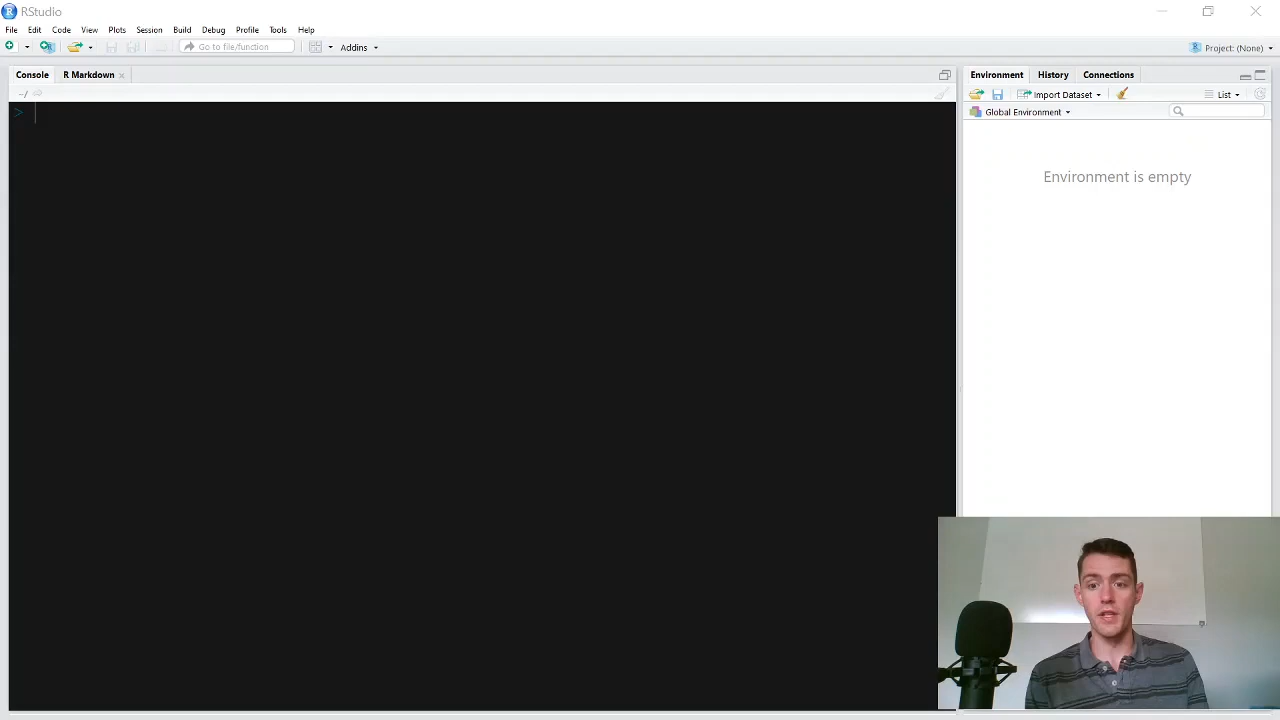 RStudio
File Edit Code View Plots Session Build Debug Profile Tools Help
Go to file/function Addins Project: (None)
Console R Markdown
~/
>
Environment History Connections
Import Dataset List
Global Environment
Environment is empty